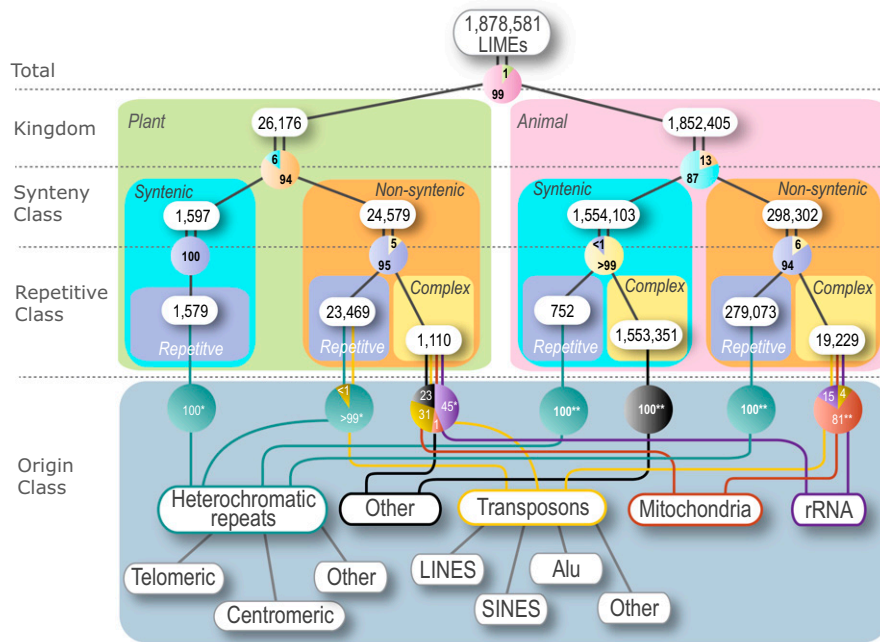 1,878,581
LIMEs
Total
1
99
Kingdom
Plant
26,176
Animal
1,852,405
6
94
13
87
Synteny
Class
Syntenic
1,597
Non-syntenic
24,579
Syntenic
1,554,103
Non-syntenic
298,302
100
5
95
<1
>99
6
94
Repetitive
Class
1,579
Repetitve
23,469
Repetitve
Complex
1,110
752
Repetitve
Complex
1,553,351
279,073
Repetitve
Complex
19,229
Origin
Class
100*
<1
>99*
23
45*
31
1
100**
100**
100**
15
4
81**
Heterochromatic
repeats
Other
Transposons
Mitochondria
rRNA
Telomeric
Centromeric
Other
LINES
SINES
Alu
Other